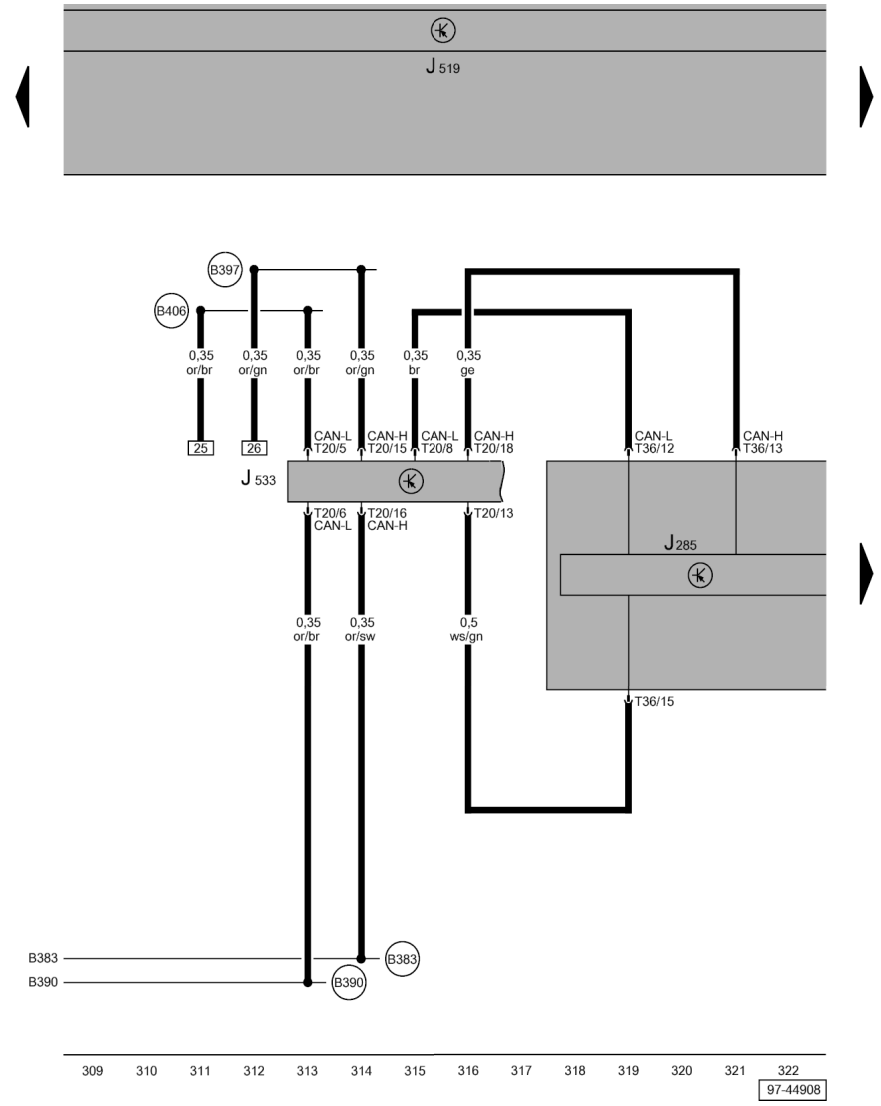 J 519
B397
B406
0,35 0,35 0,35 0,35 0,35 0,35
or/br or/gn or/br or/gn br ge
CAN-L CAN-H CAN-L CAN-H CAN-L CAN-H
25 26 T20/5 T20/15 T20/8 T20/18 T36/12 T36/13
J 533
T20/6 T20/16 T20/13
CAN-L CAN-H
J 285
0,35 0,35 0,5
or/br or/sw ws/gn
T36/15
B383 B383
B390 B390
309 310 311 312 313 314 315 316 317 318 319 320 321 322
97-44908